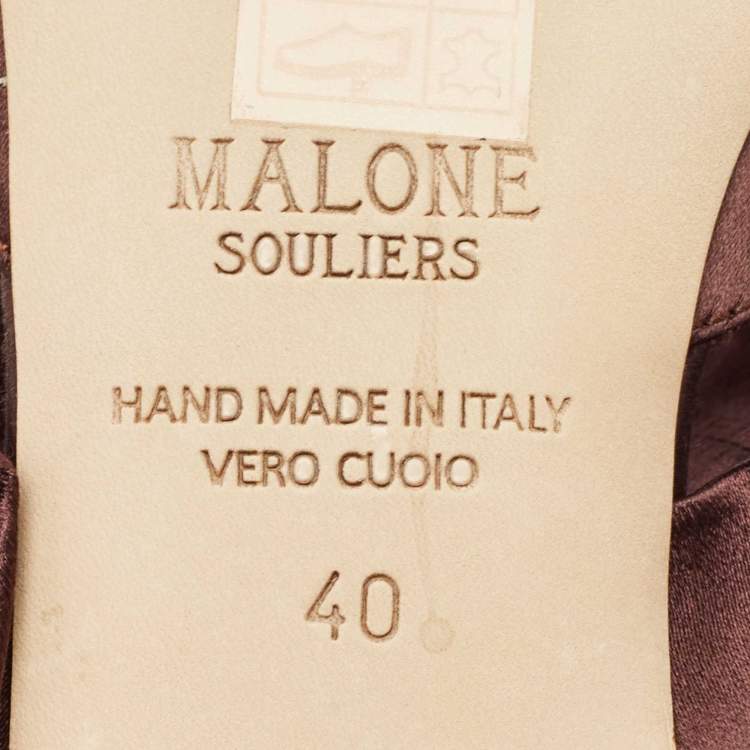 MALONE
SOULIERS
HAND MADE IN ITALY
VERO CUOIO
40